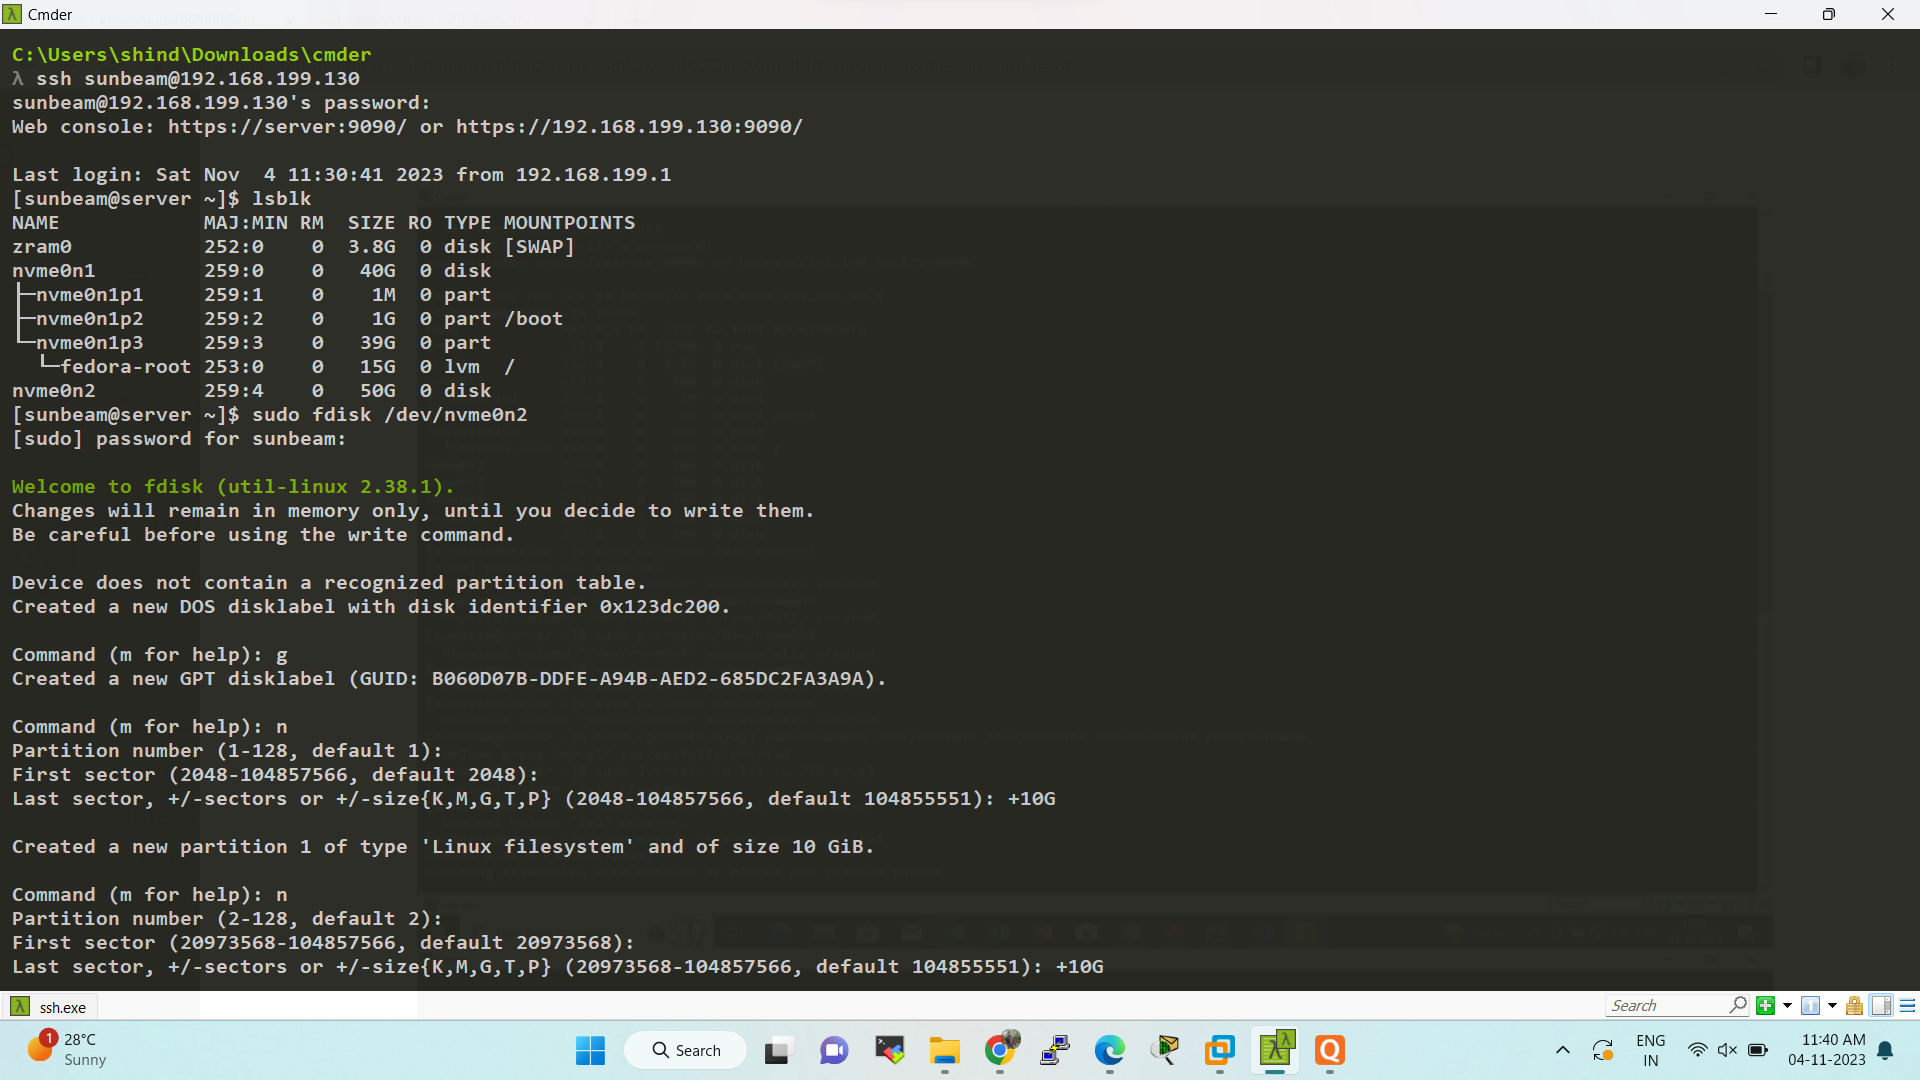 Cmder
C:\Users\shind\Downloads\cmder
λ ssh sunbeam@192.168.199.130
sunbeam@192.168.199.130's password:
Web console: https://server:9090/ or https://192.168.199.130:9090/
Last login: Sat Nov  4 11:30:41 2023 from 192.168.199.1
[sunbeam@server ~]$ lsblk
NAME            MAJ:MIN RM  SIZE RO TYPE MOUNTPOINTS
zram0           252:0    0  3.8G  0 disk [SWAP]
nvme0n1         259:0    0   40G  0 disk
├─nvme0n1p1     259:1    0    1M  0 part
├─nvme0n1p2     259:2    0    1G  0 part /boot
└─nvme0n1p3     259:3    0   39G  0 part
  └─fedora-root 253:0    0   15G  0 lvm  /
nvme0n2         259:4    0   50G  0 disk
[sunbeam@server ~]$ sudo fdisk /dev/nvme0n2
[sudo] password for sunbeam:
Welcome to fdisk (util-linux 2.38.1).
Changes will remain in memory only, until you decide to write them.
Be careful before using the write command.
Device does not contain a recognized partition table.
Created a new DOS disklabel with disk identifier 0x123dc200.
Command (m for help): g
Created a new GPT disklabel (GUID: B060D07B-DDFE-A94B-AED2-685DC2FA3A9A).
Command (m for help): n
Partition number (1-128, default 1):
First sector (2048-104857566, default 2048):
Last sector, +/-sectors or +/-size{K,M,G,T,P} (2048-104857566, default 104855551): +10G
Created a new partition 1 of type 'Linux filesystem' and of size 10 GiB.
Command (m for help): n
Partition number (2-128, default 2):
First sector (20973568-104857566, default 20973568):
Last sector, +/-sectors or +/-size{K,M,G,T,P} (20973568-104857566, default 104855551): +10G
ssh.exe
Search
1
28°C
Sunny
Search
ENG
IN
11:40 AM
04-11-2023